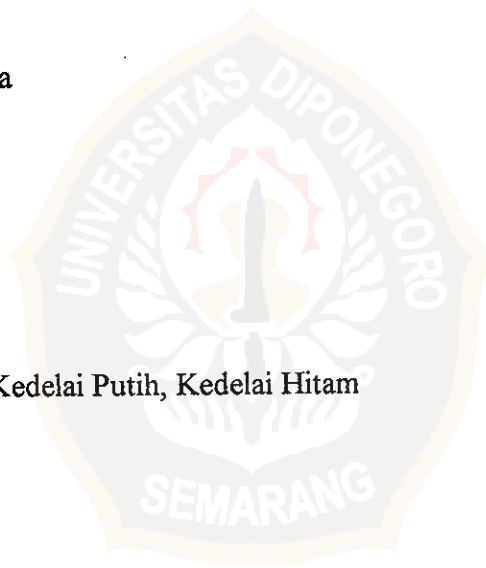 a
UNIVERSITAS DIPONEGORO
Kedelai Putih, Kedelai Hitam
SEMARANG